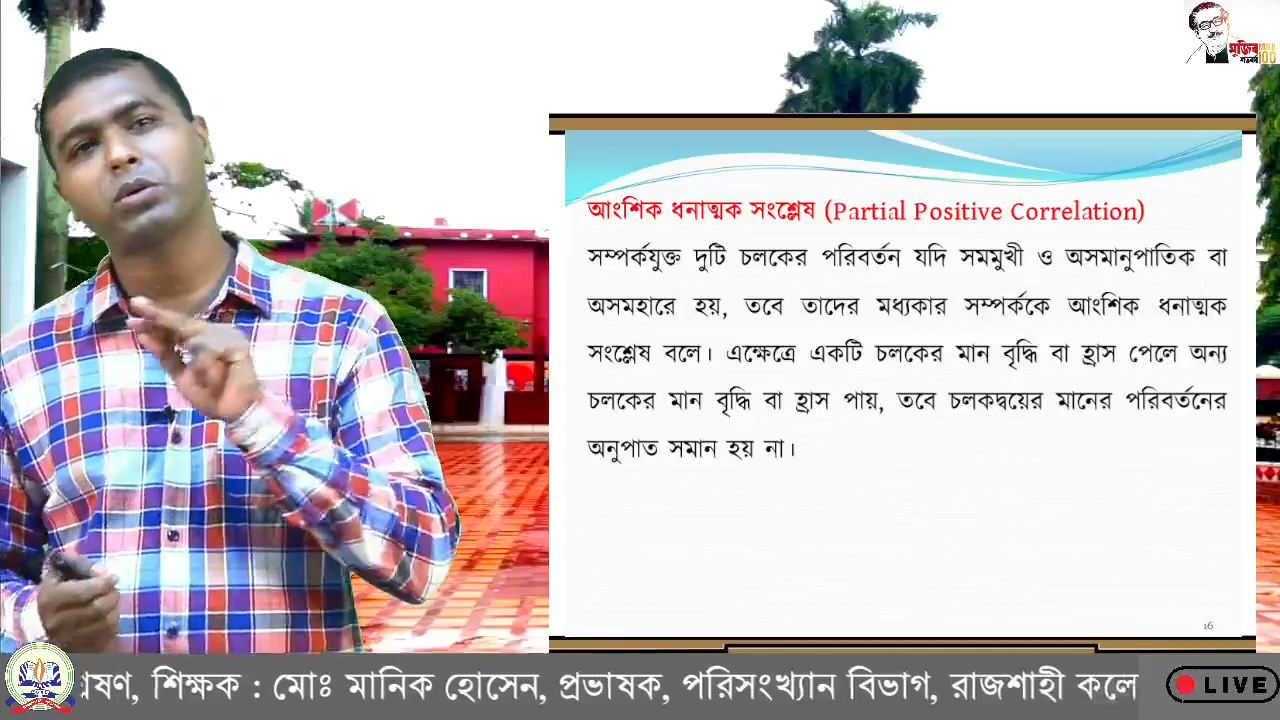 মুজিব
শতবর্ষ 100
আংশিক ধনাত্মক সংশ্লেষ (Partial Positive Correlation)
সম্পর্কযুক্ত দুটি চলকের পরিবর্তন যদি সমমুখী ও অসমানুপাতিক বা
অসমহারে হয়, তবে তাদের মধ্যকার সম্পর্ককে আংশিক ধনাত্মক
সংশ্লেষ বলে। এক্ষেত্রে একটি চলকের মান বৃদ্ধি বা হ্রাস পেলে অন্য
চলকের মান বৃদ্ধি বা হ্রাস পায়, তবে চলকদ্বয়ের মানের পরিবর্তনের
অনুপাত সমান হয় না।
16
শিক্ষক : মোঃ মানিক হোসেন, প্রভাষক, পরিসংখ্যান বিভাগ, রাজশাহী কলে
LIVE